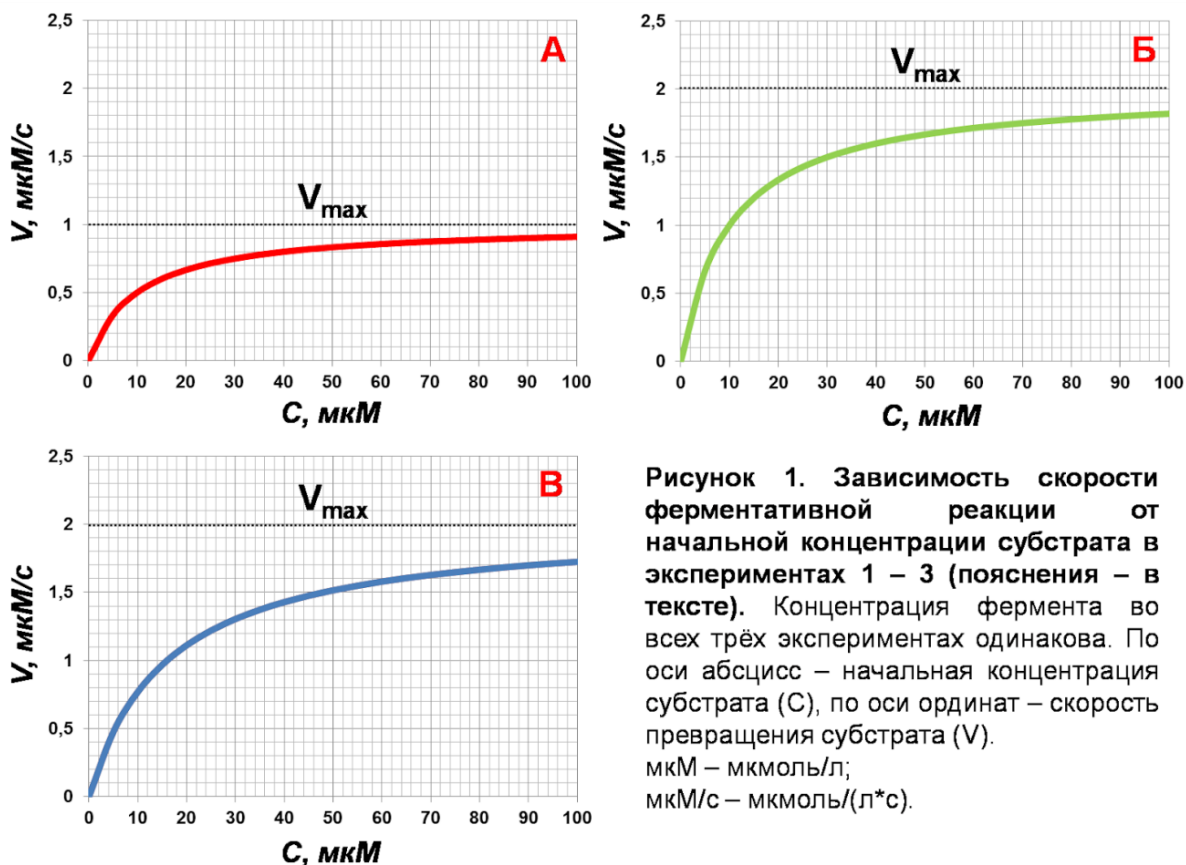 2,5
2
1,5
1
0,5
0
V, мкМ/с
А
Vmax
0 10 20 30 40 50 60 70 80 90 100
С, мкМ
2,5
2
1,5
1
0,5
0
V, мкМ/с
Б
Vmax
0 10 20 30 40 50 60 70 80 90 100
С, мкМ
2,5
2
1,5
1
0,5
0
V, мкМ/с
В
Vmax
0 10 20 30 40 50 60 70 80 90 100
С, мкМ
Рисунок 1. Зависимость скорости
ферментативной реакции от
начальной концентрации субстрата в
экспериментах 1 – 3 (пояснения – в
тексте). Концентрация фермента во
всех трёх экспериментах одинакова. По
оси абсцисс – начальная концентрация
субстрата (С), по оси ординат – скорость
превращения субстрата (V).
мкМ – мкмоль/л;
мкМ/с – мкмоль/(л*с).